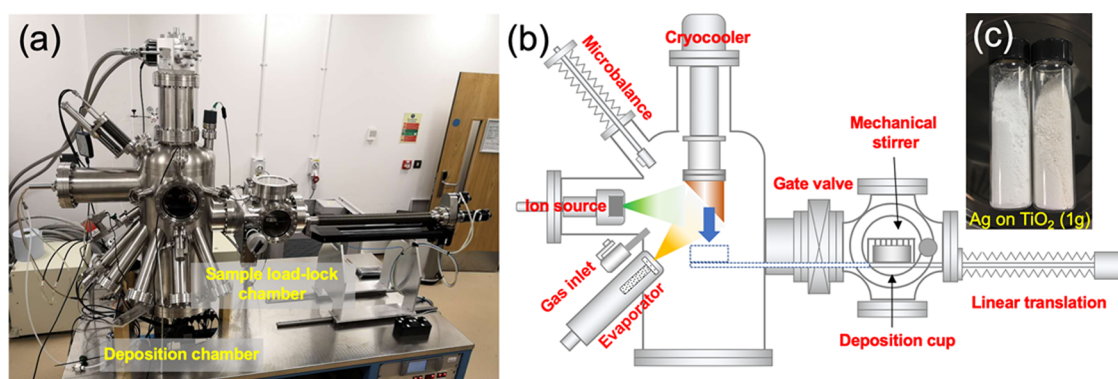 (a)
Sample load-lock
chamber
Deposition chamber
(b)
Microbalance
Cryocooler
Ion source
Gas inlet
Evaporator
Gate valve
Mechanical
stirrer
Deposition cup
Linear translation
(c)
Ag on TiO₂ (1g)